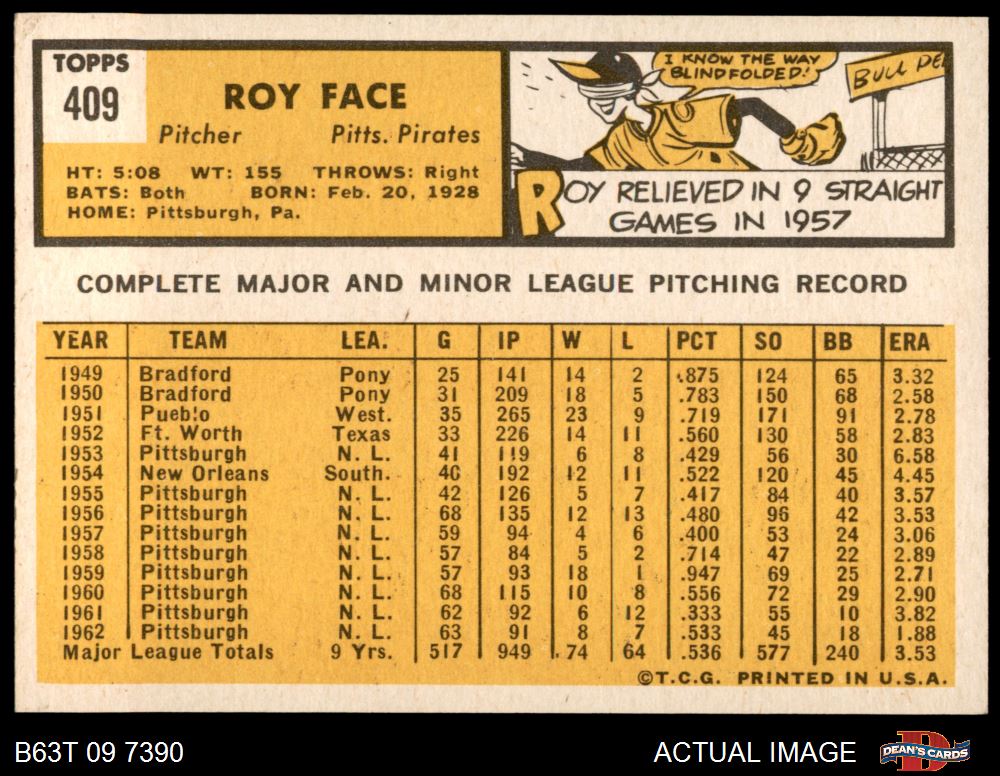 TOPPS
409
ROY FACE
Pitcher Pitts. Pirates
HT: 5:08 WT: 155 THROWS: Right
BATS: Both BORN: Feb. 20, 1928
HOME: Pittsburgh, Pa.
I KNOW THE WAY
BLINDFOLDED!
BULL PE
ROY RELIEVED IN 9 STRAIGHT
GAMES IN 1957
COMPLETE MAJOR AND MINOR LEAGUE PITCHING RECORD
YEAR TEAM LEA. G IP W L PCT SO BB ERA
1949 Bradford Pony 25 141 14 2 .875 124 65 3.32
1950 Bradford Pony 31 209 18 5 .783 150 68 2.58
1951 Pueblo West. 35 265 23 9 .719 171 91 2.78
1952 Ft. Worth Texas 33 226 14 11 .560 130 58 2.83
1953 Pittsburgh N. L. 41 119 6 8 .429 56 30 6.58
1954 New Orleans South. 40 192 12 11 .522 120 45 4.45
1955 Pittsburgh N. L. 42 126 5 7 .417 84 40 3.57
1956 Pittsburgh N. L. 68 135 12 13 .480 96 42 3.53
1957 Pittsburgh N. L. 59 94 4 6 .400 53 24 3.06
1958 Pittsburgh N. L. 57 84 5 2 .714 47 22 2.89
1959 Pittsburgh N. L. 57 93 18 1 .947 69 25 2.71
1960 Pittsburgh N. L. 68 115 10 8 .556 72 29 2.90
1961 Pittsburgh N. L. 62 92 6 12 .333 55 10 3.82
1962 Pittsburgh N. L. 63 91 8 7 .533 45 18 1.88
Major League Totals 9 Yrs. 517 949 74 64 .536 577 240 3.53
©T.C.G. PRINTED IN U.S.A.
B63T 09 7390 ACTUAL IMAGE DEAN'S CARDS